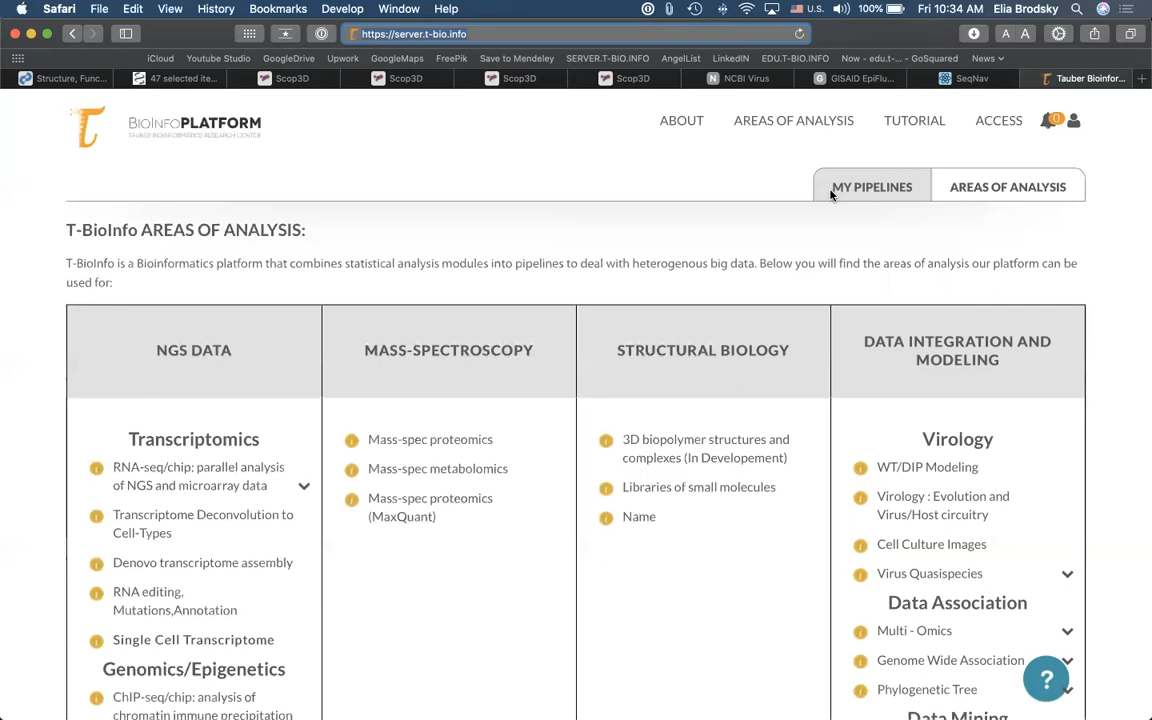 Safari File Edit View History Bookmarks Develop Window Help U.S. 100% Fri 10:34 AM Elia Brodsky
https://server.t-bio.info A A
iCloud Youtube Studio GoogleDrive Upwork GoogleMaps FreePik Save to Mendeley SERVER.T-BIO.INFO AngelList LinkedIN EDU.T-BIO.INFO Now - edu.t-... - GoSquared News
Structure, Func... 47 selected ite... Scop3D Scop3D Scop3D Scop3D NCBI Virus GISAID EpiFlu... SeqNav Tauber Bioinfor...
BIOINFOPLATFORM
TAUBER BIOINFORMATICS RESEARCH CENTER
ABOUT AREAS OF ANALYSIS TUTORIAL ACCESS 0
MY PIPELINES AREAS OF ANALYSIS
T-BioInfo AREAS OF ANALYSIS:
T-BioInfo is a Bioinformatics platform that combines statistical analysis modules into pipelines to deal with heterogenous big data. Below you will find the areas of analysis our platform can be
used for:
NGS DATA
Transcriptomics
RNA-seq/chip: parallel analysis
of NGS and microarray data
Transcriptome Deconvolution to
Cell-Types
Denovo transcriptome assembly
RNA editing,
Mutations,Annotation
Single Cell Transcriptome
Genomics/Epigenetics
ChIP-seq/chip: analysis of
chromatin immune precipitation
MASS-SPECTROSCOPY
Mass-spec proteomics
Mass-spec metabolomics
Mass-spec proteomics
(MaxQuant)
STRUCTURAL BIOLOGY
3D biopolymer structures and
complexes (In Developement)
Libraries of small molecules
Name
DATA INTEGRATION AND
MODELING
Virology
WT/DIP Modeling
Virology : Evolution and
Virus/Host circuitry
Cell Culture Images
Virus Quasispecies
Data Association
Multi - Omics
Genome Wide Association
Phylogenetic Tree
Data Mining
?